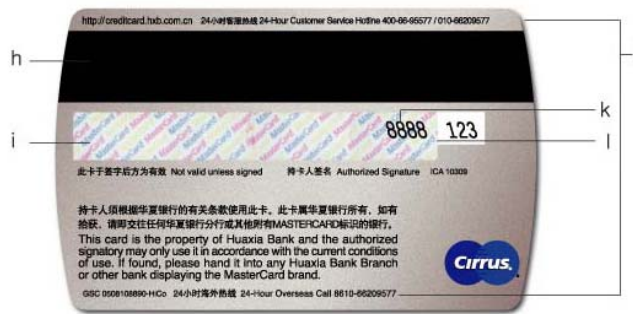 http://creditcard.hxb.com.cn 24小时客服热线 24-Hour Customer Service Hotline 400-66-95577 / 010-66209577
h
k
8888 123
i
MasterCard
l
此卡于签字后方为有效 Not valid unless signed 持卡人签名 Authorized Signature ICA 10309
持卡人须根据华夏银行的有关条款使用此卡。此卡属华夏银行所有，如有
拾获，请即交往任何华夏银行分行或其他附有MASTERCARD标识的银行。
This card is the property of Huaxia Bank and the authorized
signatory may only use it in accordance with the current conditions
of use. If found, please hand it into any Huaxia Bank Branch
or other bank displaying the MasterCard brand.
Cirrus
GSC 0508108890-HiCo 24小时海外热线 24-Hour Overseas Call 8610-66209577